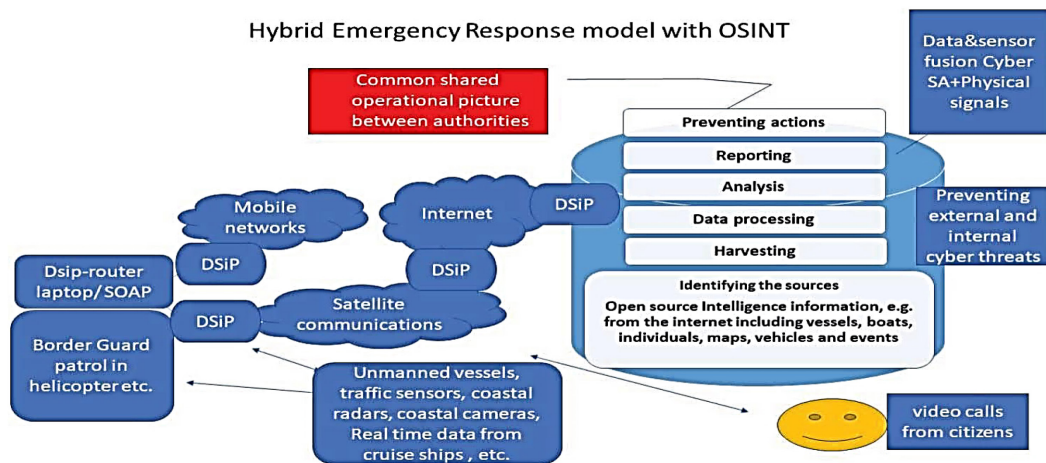 Hybrid Emergency Response model with OSINT
Common shared
operational picture
between authorities
Data&sensor
fusion Cyber
SA+Physical
signals
Preventing actions
Reporting
Analysis
Data processing
Harvesting
Identifying the sources
Open source Intelligence information, e.g.
from the internet including vessels, boats,
individuals, maps, vehicles and events
Preventing
external and
internal
cyber threats
Mobile
networks
Internet
DSiP
DSiP
DSiP
Dsip-router
laptop/SOAP
DSiP
Satellite
communications
Border Guard
patrol in
helicopter etc.
Unmanned vessels,
traffic sensors, coastal
radars, coastal cameras,
Real time data from
cruise ships , etc.
video calls
from citizens